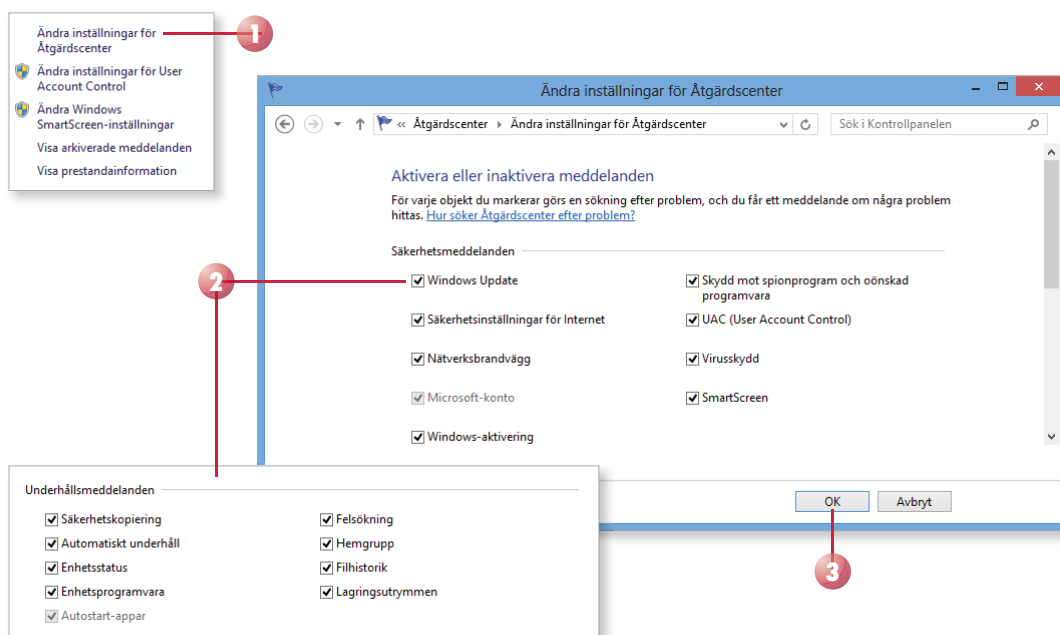 Ändra inställningar för
Åtgärdscenter
1
Ändra inställningar för User
Account Control
Ändra Windows
SmartScreen-inställningar
Visa arkiverade meddelanden
Visa prestandainformation
Ändra inställningar för Åtgärdscenter
« Åtgärdscenter Ändra inställningar för Åtgärdscenter
Sök i Kontrollpanelen
Aktivera eller inaktivera meddelanden
För varje objekt du markerar görs en sökning efter problem, och du får ett meddelande om några problem
hittas. Hur söker Åtgärdscenter efter problem?
Säkerhetsmeddelanden
2
Windows Update
Skydd mot spionprogram och oönskad
programvara
Säkerhetsinställningar för Internet
UAC (User Account Control)
Nätverksbrandvägg
Virusskydd
Microsoft-konto
SmartScreen
Windows-aktivering
Underhållsmeddelanden
Säkerhetskopiering
Felsökning
Automatiskt underhåll
Hemgrupp
Enhetsstatus
Filhistorik
Enhetsprogramvara
Lagringsutrymmen
Autostart-appar
OK
Avbryt
3